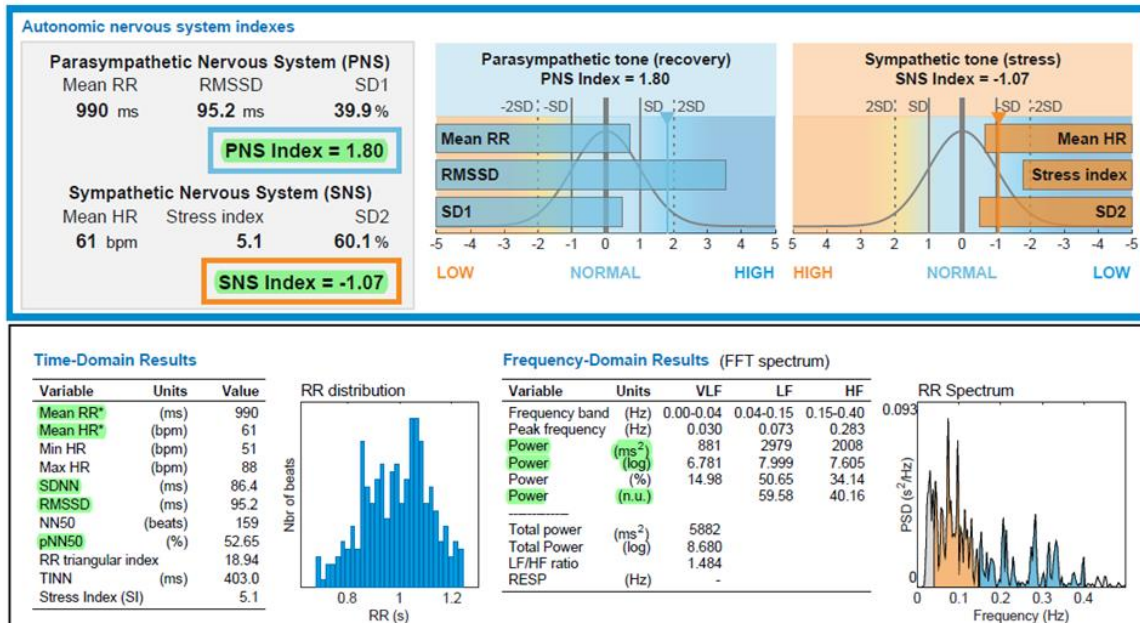 Autonomic nervous system indexes
Parasympathetic Nervous System (PNS)
Mean RR RMSSD SD1
990 ms 95.2 ms 39.9 %
PNS Index = 1.80
Sympathetic Nervous System (SNS)
Mean HR Stress index SD2
61 bpm 5.1 60.1 %
SNS Index = -1.07
Parasympathetic tone (recovery)
PNS Index = 1.80
-2SD -SD SD 2SD
Mean RR
RMSSD
SD1
-5 -4 -3 -2 -1 0 1 2 3 4 5
LOW NORMAL HIGH
Sympathetic tone (stress)
SNS Index = -1.07
2SD SD -SD -2SD
Mean HR
Stress index
SD2
5 4 3 2 1 0 -1 -2 -3 -4 -5
HIGH NORMAL LOW
Time-Domain Results
Variable Units Value
Mean RR* (ms) 990
Mean HR* (bpm) 61
Min HR (bpm) 51
Max HR (bpm) 88
SDNN (ms) 86.4
RMSSD (ms) 95.2
NN50 (beats) 159
pNN50 (%) 52.65
RR triangular index 18.94
TINN (ms) 403.0
Stress Index (SI) 5.1
RR distribution
Nbr of beats
0.8 1 1.2
RR (s)
Frequency-Domain Results (FFT spectrum)
Variable Units VLF LF HF
Frequency band (Hz) 0.00-0.04 0.04-0.15 0.15-0.40
Peak frequency (Hz) 0.030 0.073 0.283
Power (ms²) 881 2979 2008
Power (log) 6.781 7.999 7.605
Power (%) 14.98 50.65 34.14
Power (n.u.) 59.58 40.16
Total power (ms²) 5882
Total Power (log) 8.680
LF/HF ratio 1.484
RESP (Hz) -
RR Spectrum
0.093
PSD (s²/Hz)
0
0 0.1 0.2 0.3 0.4
Frequency (Hz)